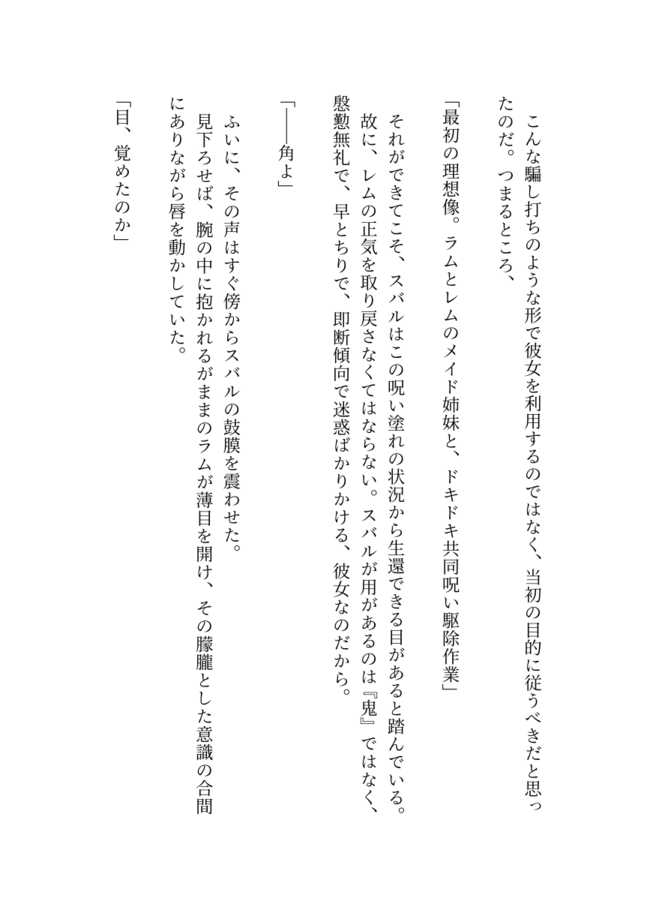 こんな騙し打ちのような形で彼女を利用するのではなく、当初の目的に従うべきだと思っ
たのだ。つまるところ、
「最初の理想像。ラムとレムのメイド姉妹と、ドキドキ共同呪い駆除作業」
それができてこそ、スバルはこの呪い塗れの状況から生還できる目があると踏んでいる。
故に、レムの正気を取り戻さなくてはならない。スバルが用があるのは『鬼』ではなく、
慇懃無礼で、早とちりで、即断傾向で迷惑ばかりかける、彼女なのだから。
「――角よ」
ふいに、その声はすぐ傍からスバルの鼓膜を震わせた。
見下ろせば、腕の中に抱かれるがままのラムが薄目を開け、その朦朧とした意識の合間
にありながら唇を動かしていた。
「目、覚めたのか」